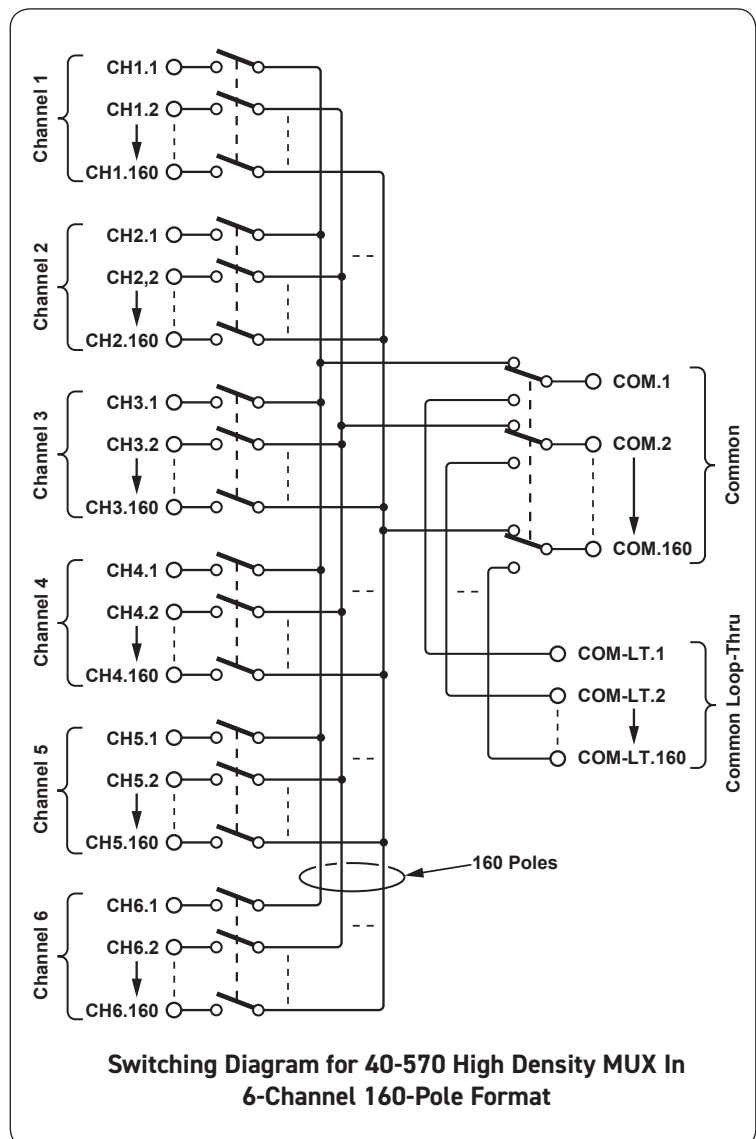 Channel 1
CH1.1
CH1.2
CH1.160
Channel 2
CH2.1
CH2,2
CH2.160
Channel 3
CH3.1
CH3.2
CH3.160
Channel 4
CH4.1
CH4.2
CH4.160
Channel 5
CH5.1
CH5.2
CH5.160
Channel 6
CH6.1
CH6.2
CH6.160
COM.1
COM.2
COM.160
Common
COM-LT.1
COM-LT.2
COM-LT.160
Common Loop-Thru
160 Poles
Switching Diagram for 40-570 High Density MUX In
6-Channel 160-Pole Format